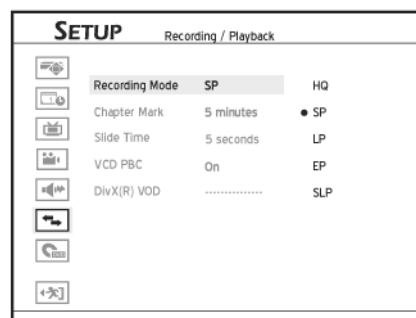 SETUP Recording / Playback
Recording Mode SP HQ
Chapter Mark 5 minutes SP
Slide Time 5 seconds LP
VCD PBC On EP
DivX(R) VOD --------------- SLP